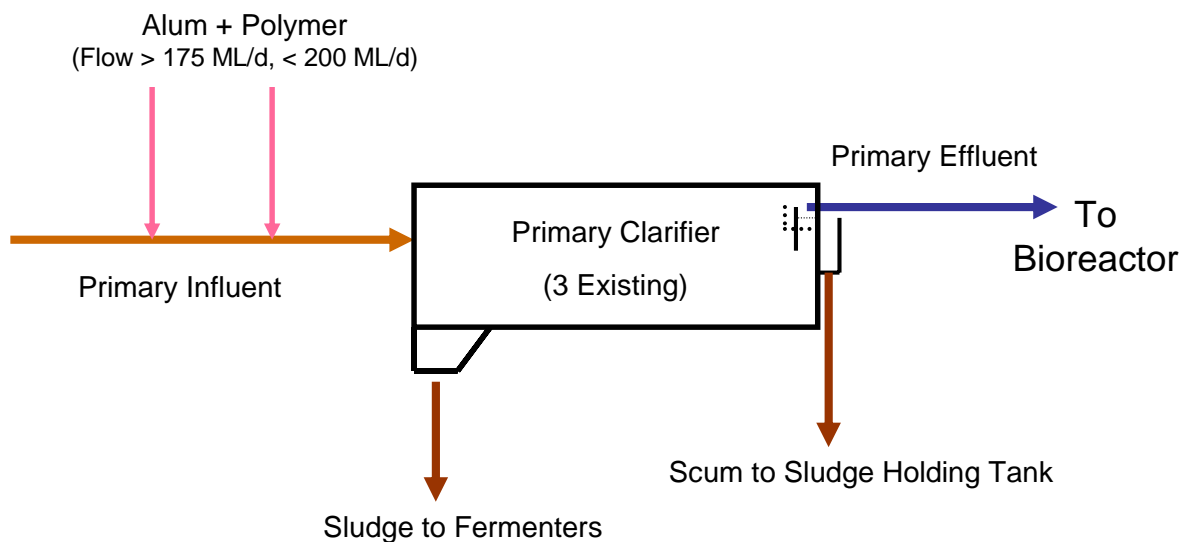 Alum + Polymer
(Flow > 175 ML/d, < 200 ML/d)
Primary Effluent
To
Bioreactor
Primary Clarifier
(3 Existing)
Primary Influent
Scum to Sludge Holding Tank
Sludge to Fermenters